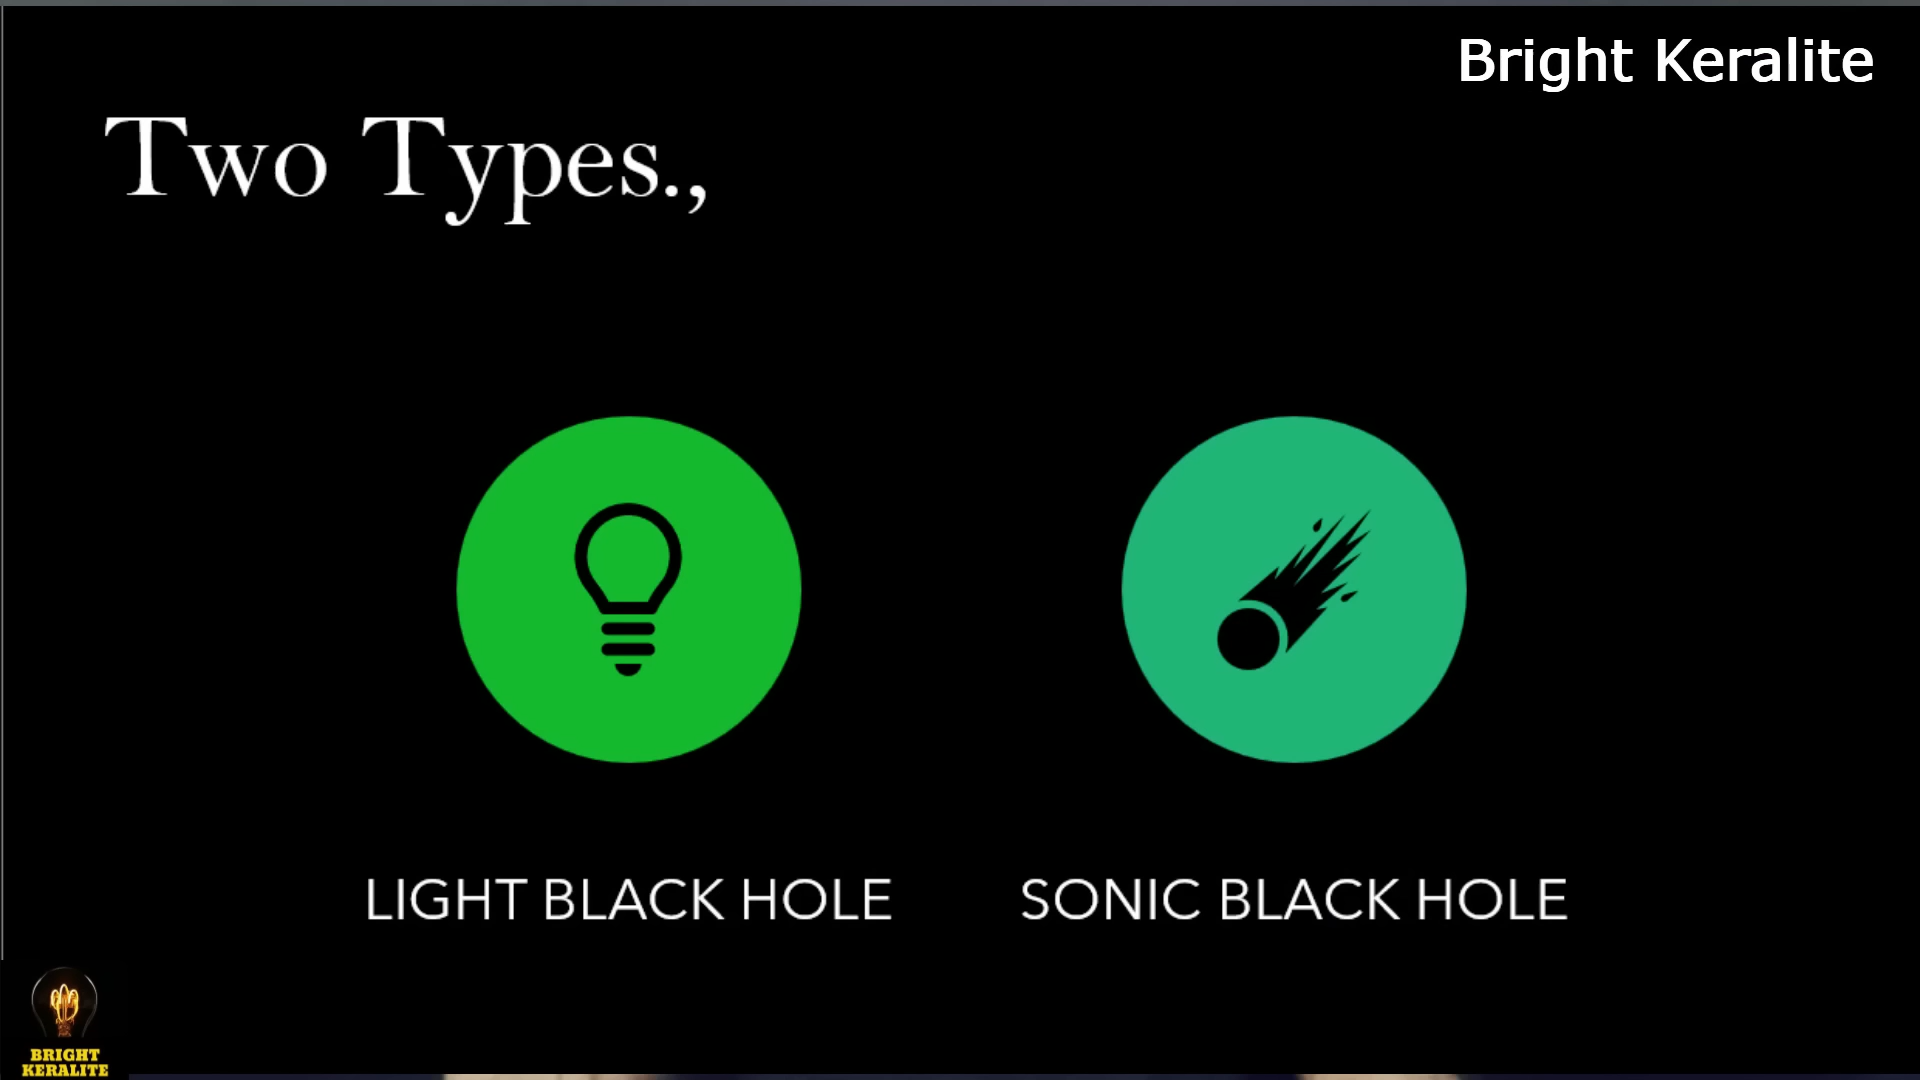 Bright Keralite
Two Types.,
LIGHT BLACK HOLE
SONIC BLACK HOLE
BRIGHT
KERALITE